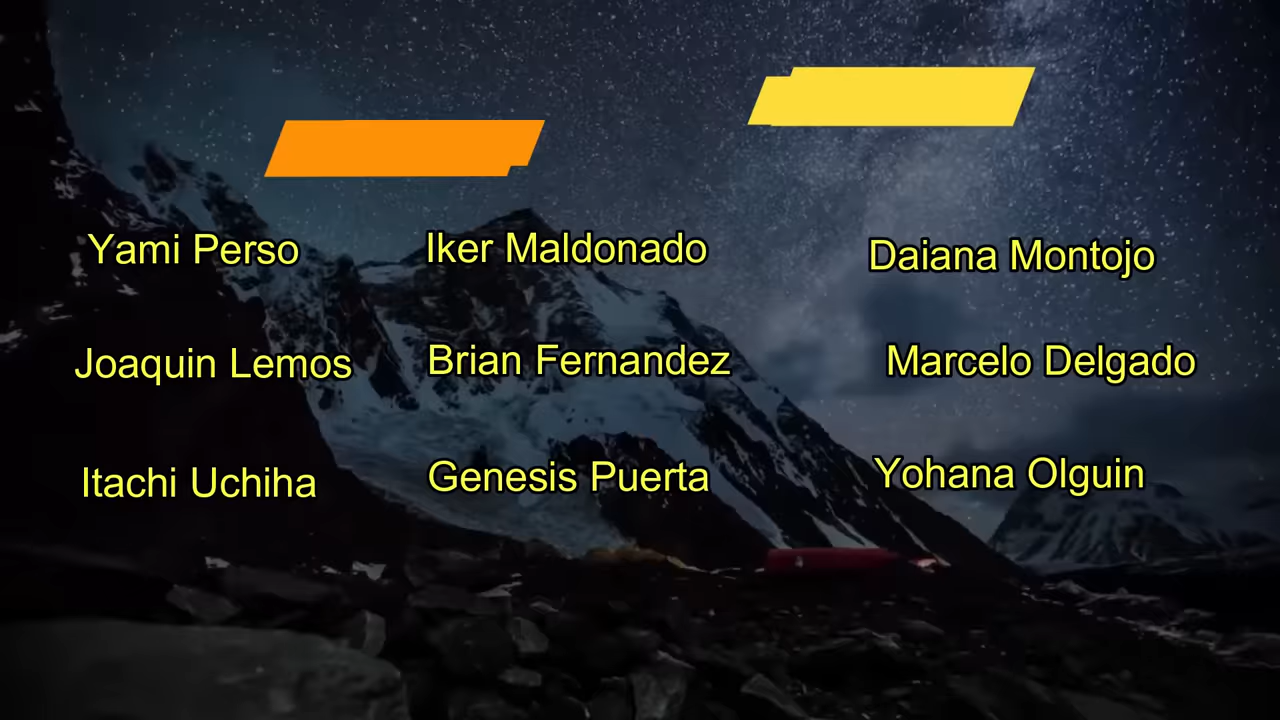 Yami Perso
Iker Maldonado
Daiana Montojo
Joaquin Lemos
Brian Fernandez
Marcelo Delgado
Itachi Uchiha
Genesis Puerta
Yohana Olguin